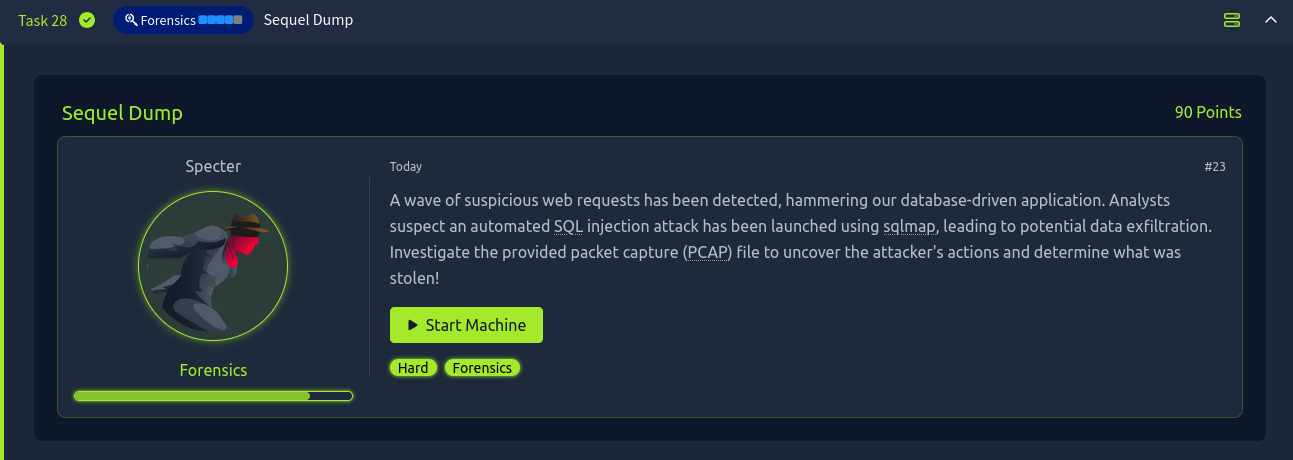 Task 28 Forensics Sequel Dump
Sequel Dump 90 Points
Specter
Forensics
Today #23
A wave of suspicious web requests has been detected, hammering our database-driven application. Analysts
suspect an automated SQL injection attack has been launched using sqlmap, leading to potential data exfiltration.
Investigate the provided packet capture (PCAP) file to uncover the attacker's actions and determine what was
stolen!
Start Machine
Hard Forensics